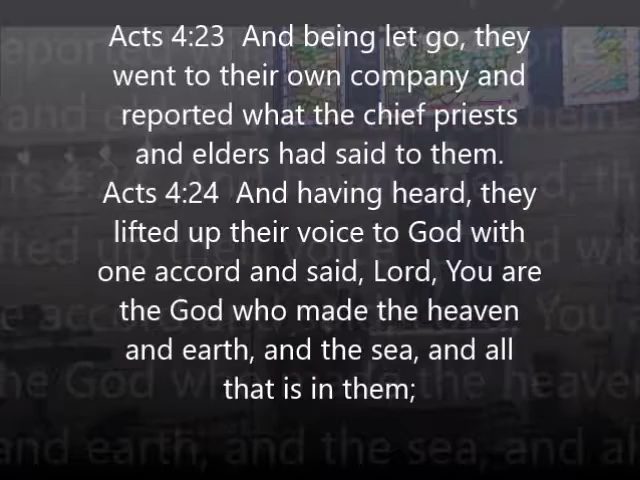 Acts 4:23  And being let go, they
went to their own company and
reported what the chief priests
and elders had said to them.
Acts 4:24  And having heard, they
lifted up their voice to God with
one accord and said, Lord, You are
the God who made the heaven
and earth, and the sea, and all
that is in them;